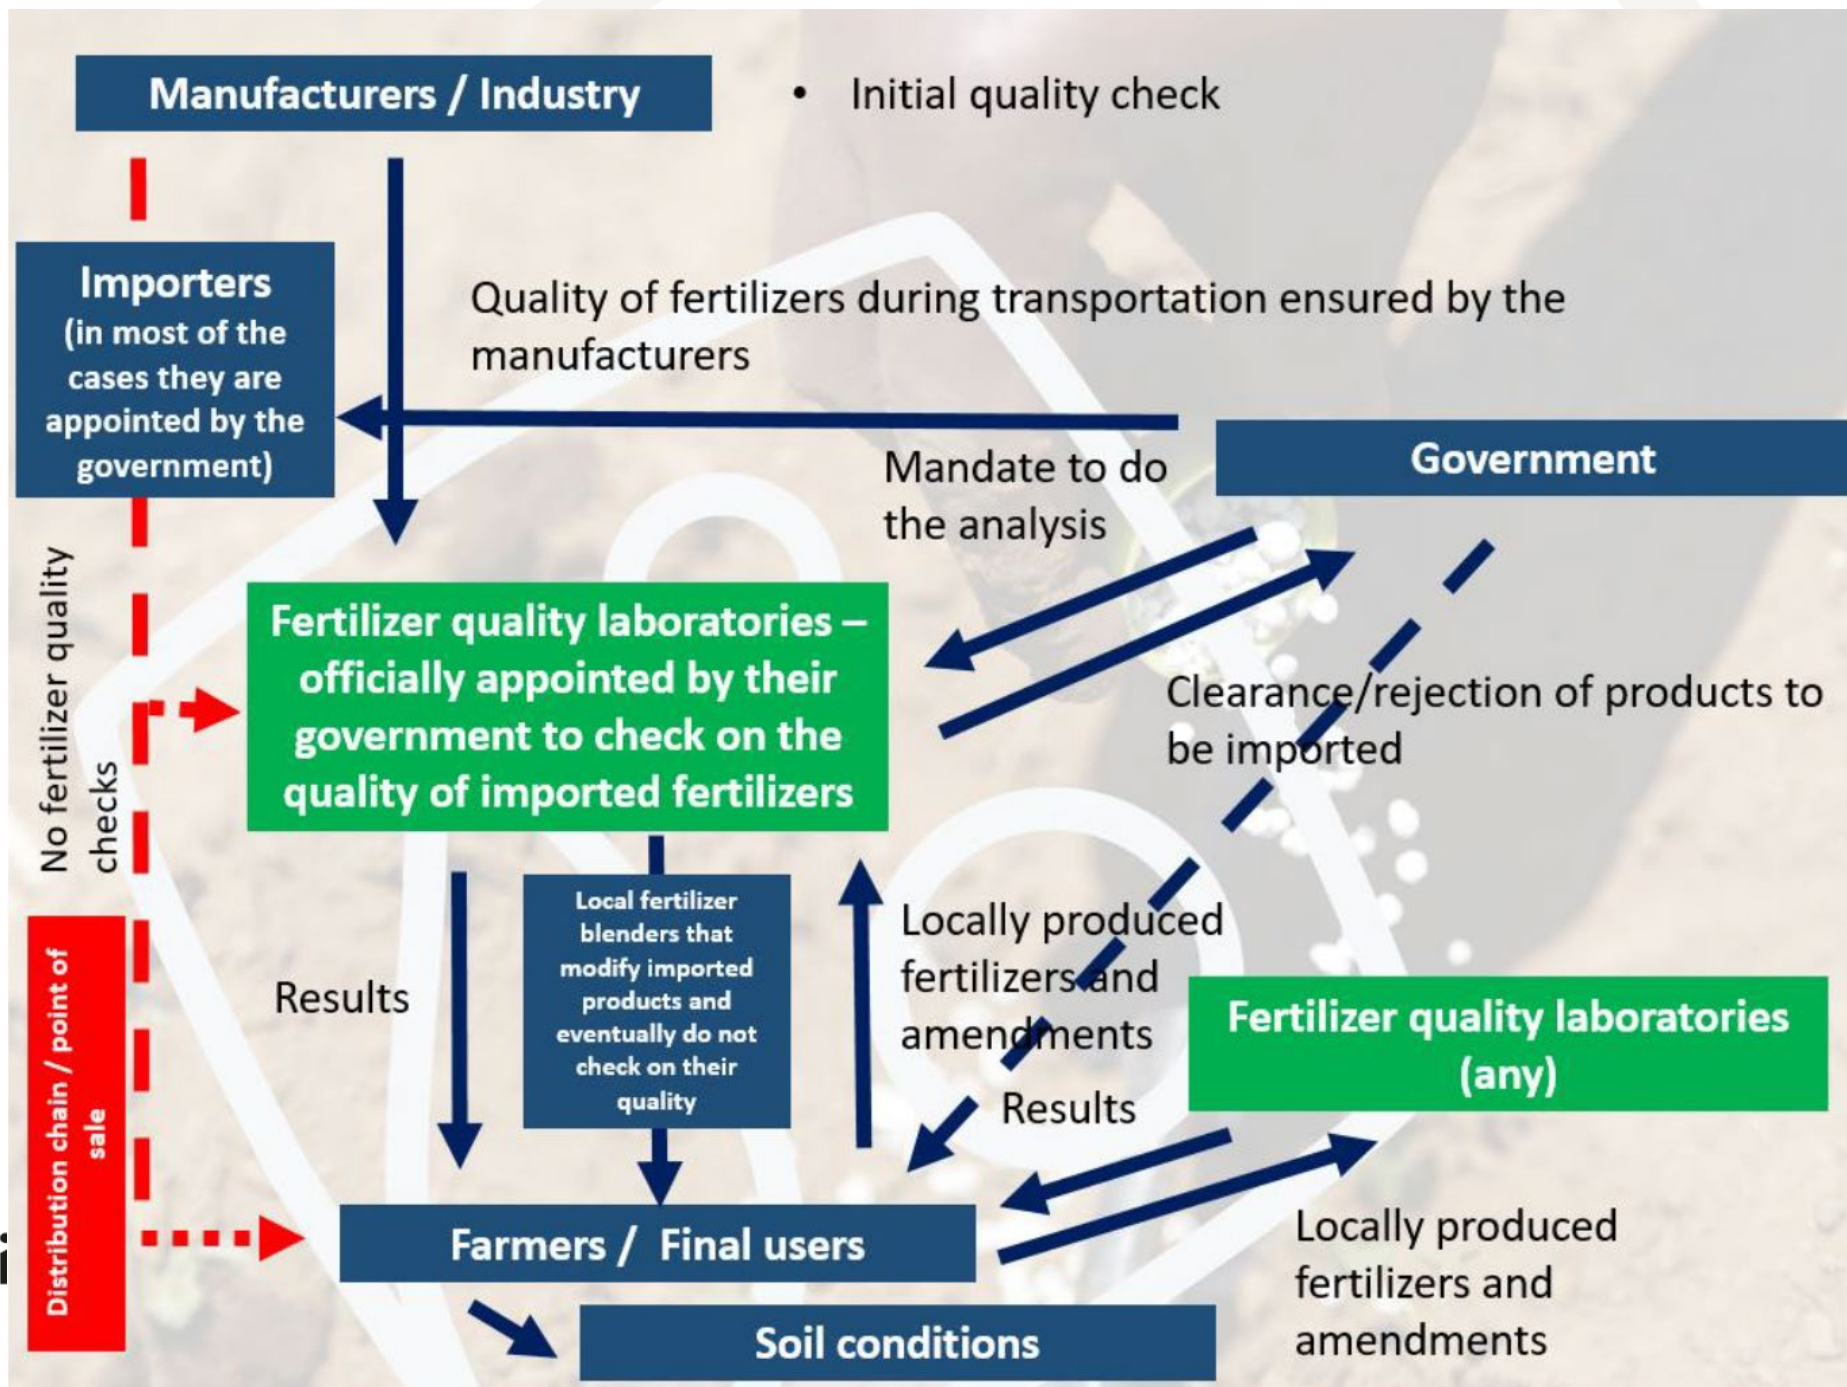 Manufacturers / Industry
• Initial quality check
Importers
(in most of the
cases they are
appointed by the
government)
Quality of fertilizers during transportation ensured by the
manufacturers
Government
Mandate to do
the analysis
No fertilizer quality
checks
Fertilizer quality laboratories –
officially appointed by their
government to check on the
quality of imported fertilizers
Clearance/rejection of products to
be imported
Local fertilizer
blenders that
modify imported
products and
eventually do not
check on their
quality
Results
Locally produced
fertilizers and
amendments
Fertilizer quality laboratories
(any)
Results
Distribution chain / point of
sale
Farmers / Final users
Locally produced
fertilizers and
amendments
Soil conditions